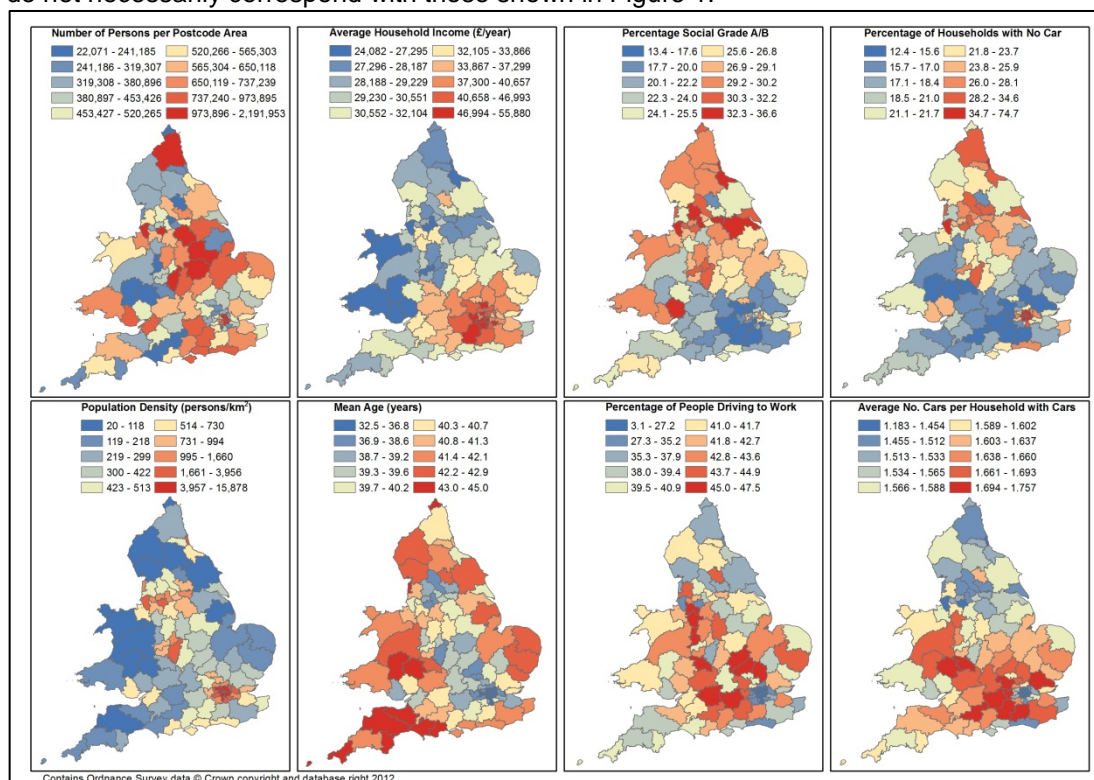 do not necessarily correspond with those shown in Figure 1.
Number of Persons per Postcode Area
22,071 - 241,185 520,266 - 565,303
241,186 - 319,307 565,304 - 650,118
319,308 - 380,896 650,119 - 737,239
380,897 - 453,426 737,240 - 973,895
453,427 - 520,265 973,896 - 2,191,953
Average Household Income (£/year)
24,082 - 27,295 32,105 - 33,866
27,296 - 28,187 33,867 - 37,299
28,188 - 29,229 37,300 - 40,657
29,230 - 30,551 40,658 - 46,993
30,552 - 32,104 46,994 - 55,880
Percentage Social Grade A/B
13.4 - 17.6 25.6 - 26.8
17.7 - 20.0 26.9 - 29.1
20.1 - 22.2 29.2 - 30.2
22.3 - 24.0 30.3 - 32.2
24.1 - 25.5 32.3 - 36.6
Percentage of Households with No Car
12.4 - 15.6 21.8 - 23.7
15.7 - 17.0 23.8 - 25.9
17.1 - 18.4 26.0 - 28.1
18.5 - 21.0 28.2 - 34.6
21.1 - 21.7 34.7 - 74.7
Population Density (persons/km²)
20 - 118 514 - 730
119 - 218 731 - 994
219 - 299 995 - 1,660
300 - 422 1,661 - 3,956
423 - 513 3,957 - 15,878
Mean Age (years)
32.5 - 36.8 40.3 - 40.7
36.9 - 38.6 40.8 - 41.3
38.7 - 39.2 41.4 - 42.1
39.3 - 39.6 42.2 - 42.9
39.7 - 40.2 43.0 - 45.0
Percentage of People Driving to Work
3.1 - 27.2 41.0 - 41.7
27.3 - 35.2 41.8 - 42.7
35.3 - 37.9 42.8 - 43.6
38.0 - 39.4 43.7 - 44.9
39.5 - 40.9 45.0 - 47.5
Average No. Cars per Household with Cars
1.183 - 1.454 1.589 - 1.602
1.455 - 1.512 1.603 - 1.637
1.513 - 1.533 1.638 - 1.660
1.534 - 1.565 1.661 - 1.693
1.566 - 1.588 1.694 - 1.757
Contains Ordnance Survey data © Crown copyright and database right 2012